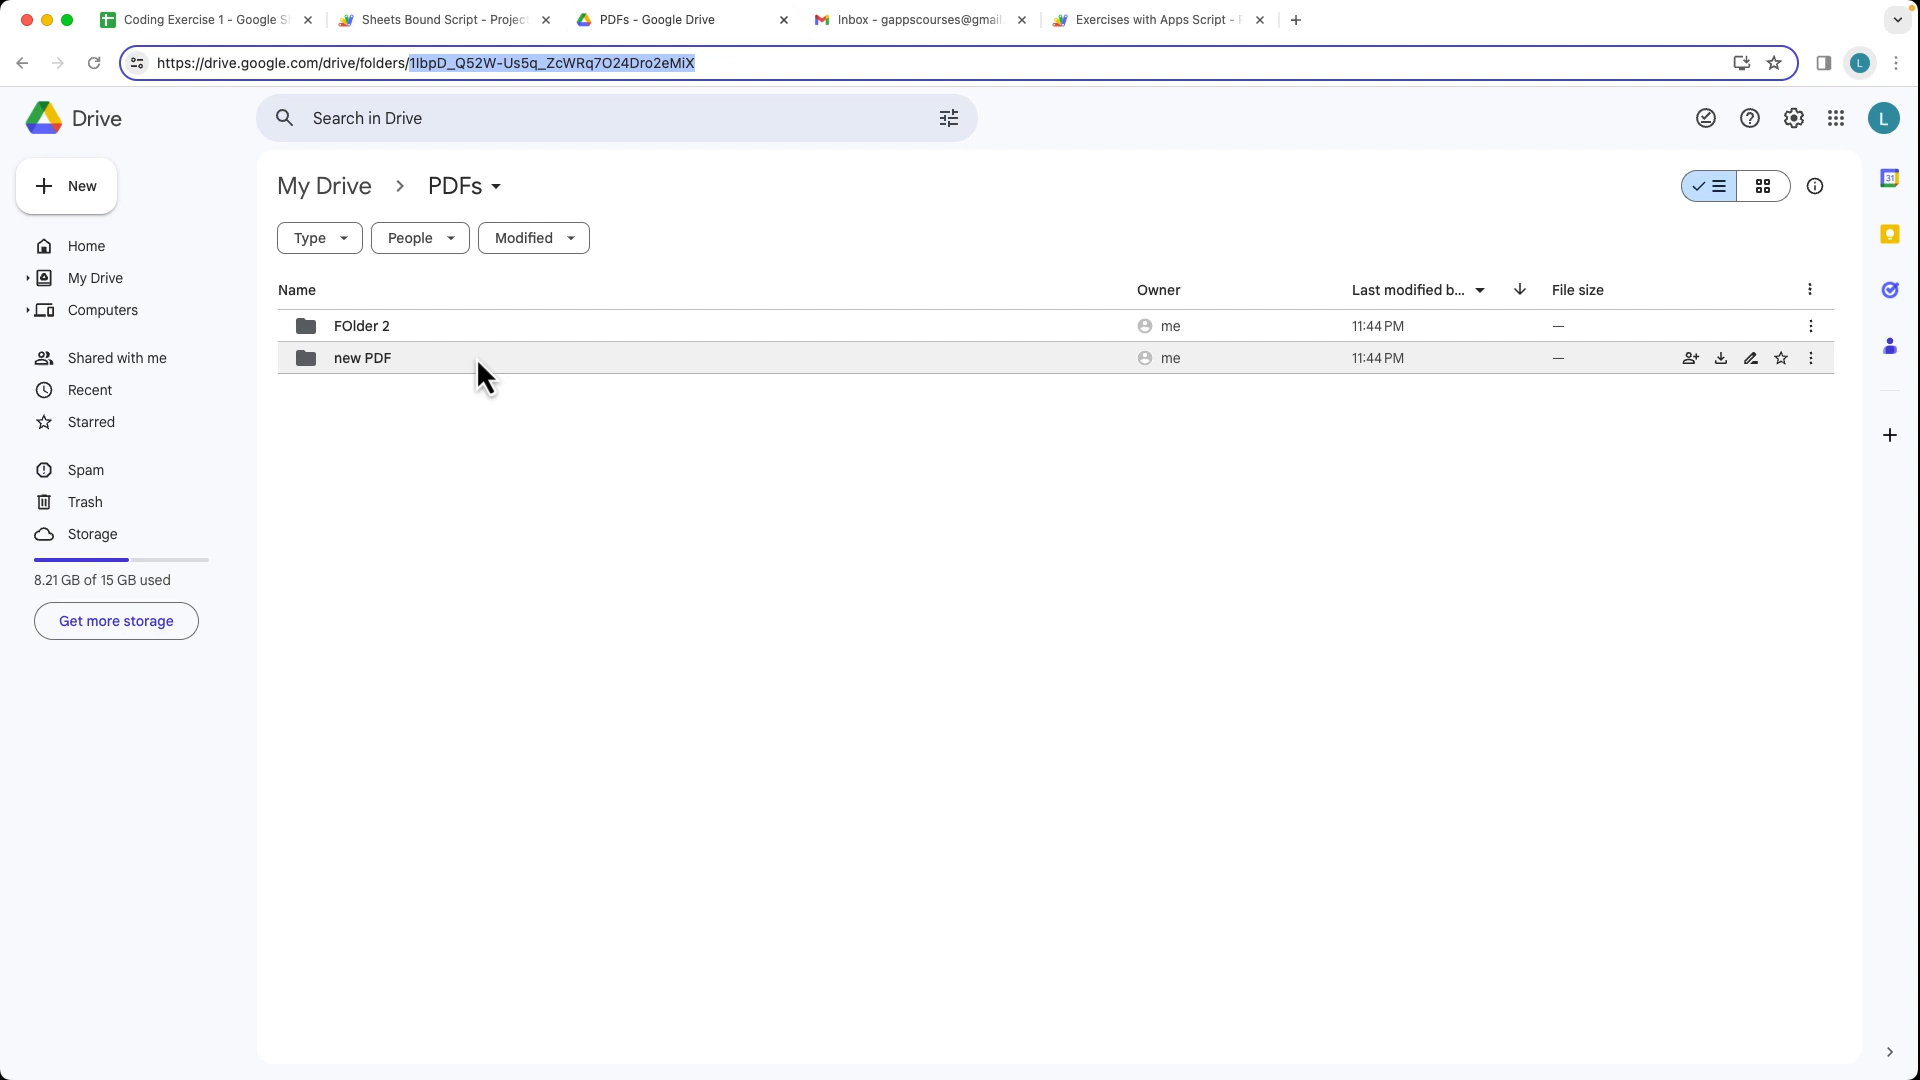 Coding Exercise 1 - Google S
Sheets Bound Script - Projec
PDFs - Google Drive
Inbox - gappscourses@gmail.
Exercises with Apps Script - P
https://drive.google.com/drive/folders/1IbpD_Q52W-Us5q_ZcWRq7O24Dro2eMiX
L
Drive
Search in Drive
L
New
My Drive
PDFs
31
Home
My Drive
Computers
Shared with me
Recent
Starred
Spam
Trash
Storage
8.21 GB of 15 GB used
Get more storage
Type
People
Modified
Name
Owner
Last modified b...
File size
FOlder 2
me
11:44 PM
—
new PDF
me
11:44 PM
—